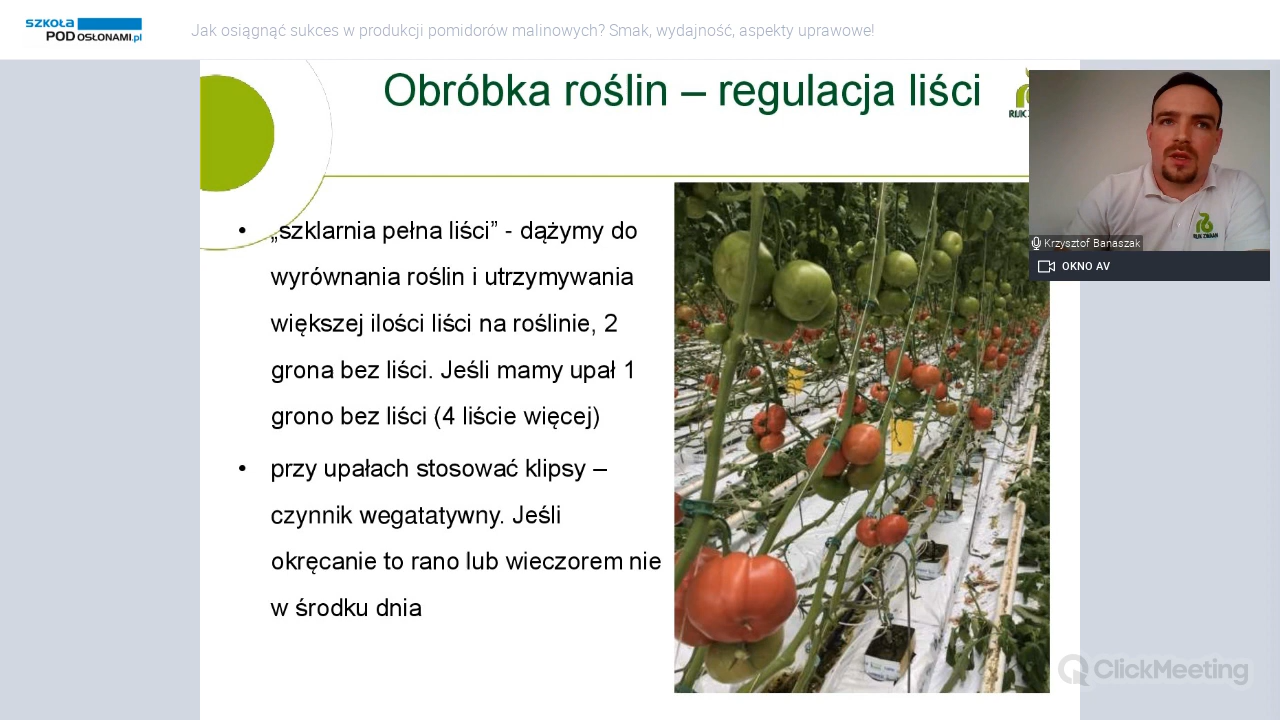 SZKOŁA
POD OSŁONAMI.pl
Jak osiągnąć sukces w produkcji pomidorów malinowych? Smak, wydajność, aspekty uprawowe!
Obróbka roślin – regulacja liści
RIJK ZWAAN
Krzysztof Banaszak
OKNO AV
• „szklarnia pełna liści” - dążymy do
wyrównania roślin i utrzymywania
większej ilości liści na roślinie, 2
grona bez liści. Jeśli mamy upał 1
grono bez liści (4 liście więcej)
• przy upałach stosować klipsy –
czynnik wegatatywny. Jeśli
okręcanie to rano lub wieczorem nie
w środku dnia
ClickMeeting